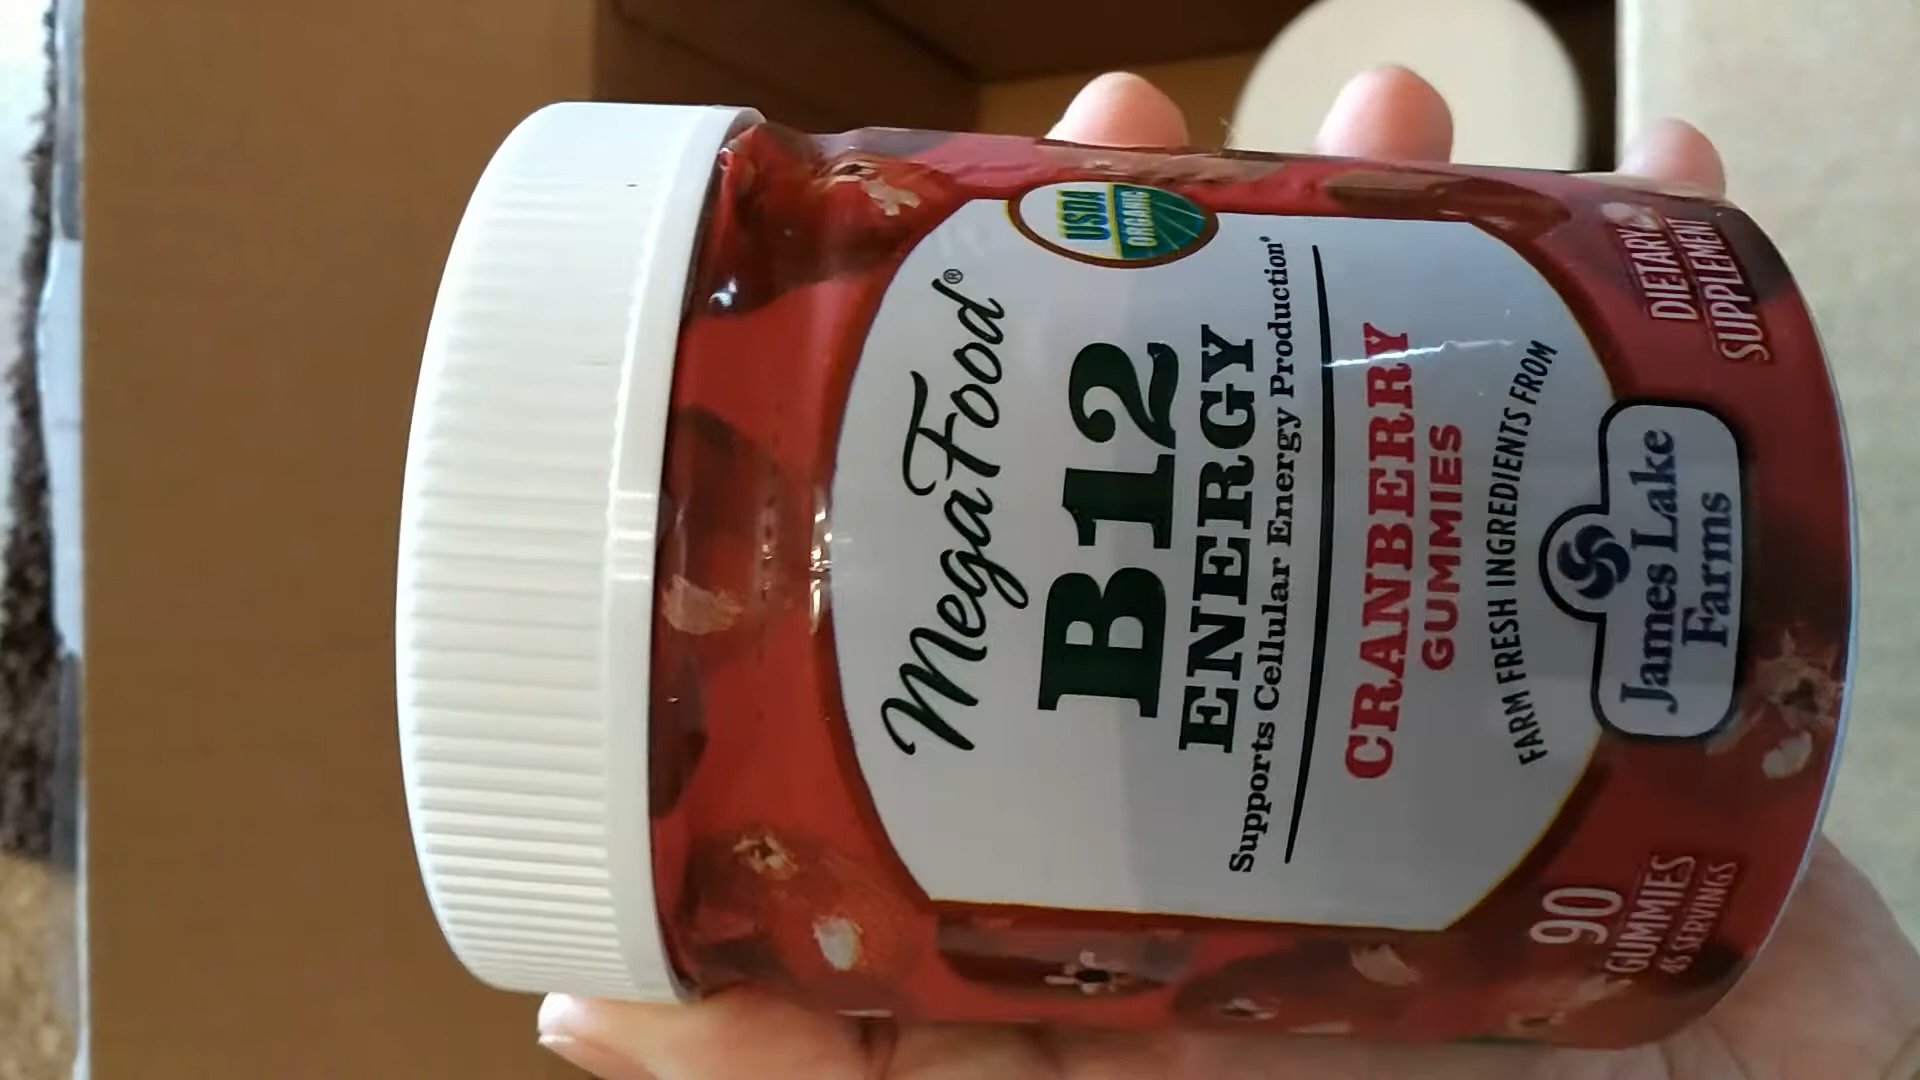 MegaFood®
USDA
ORGANIC
B12
ENERGY
Supports Cellular Energy Production†
CRANBERRY
GUMMIES
FARM FRESH INGREDIENTS FROM
James Lake
Farms
90
GUMMIES
45 SERVINGS
DIETARY
SUPPLEMENT